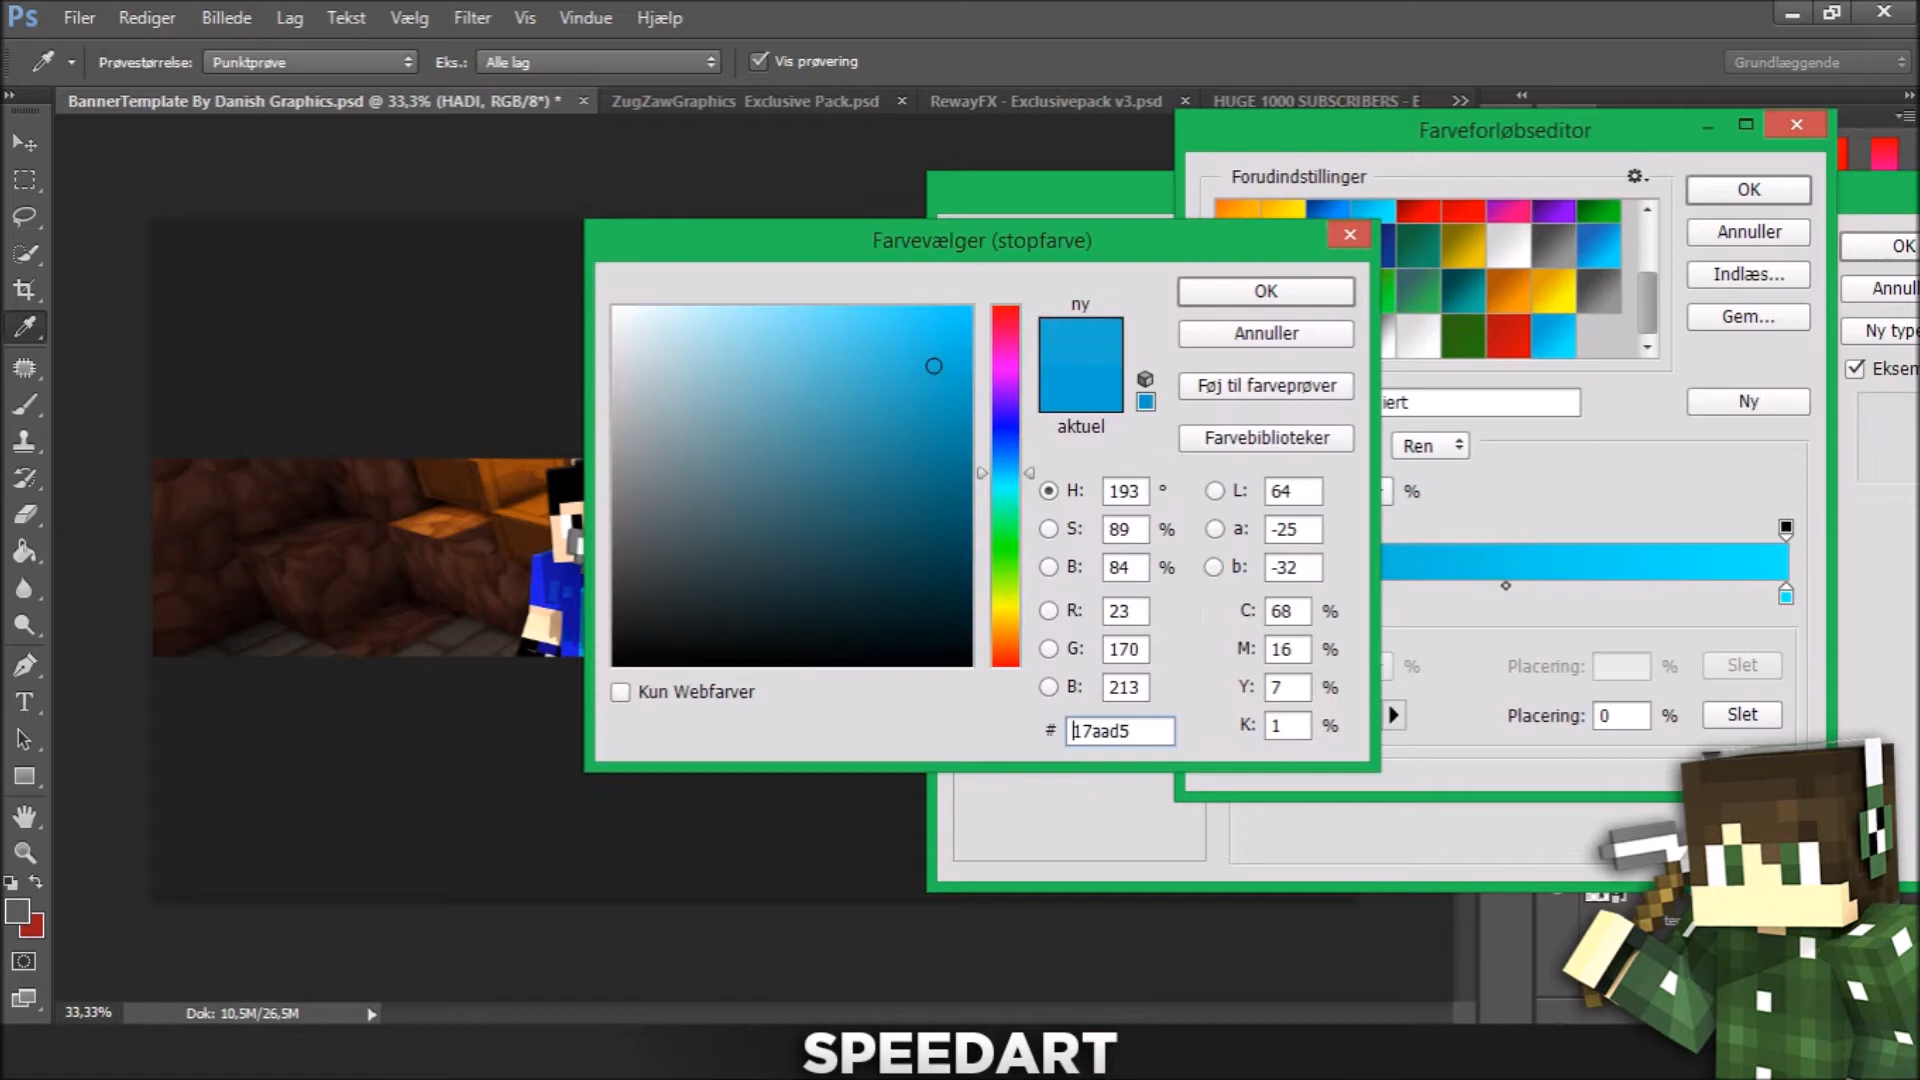 Ps Filer Rediger Billede Lag Tekst Vælg Filter Vis Vindue Hjælp
Prøvestørrelse: Punktprøve Eks.: Alle lag Vis prøvering Grundlæggende
BannerTemplate By Danish Graphics.psd @ 33,3% (HADI, RGB/8*) * × ZugZawGraphics Exclusive Pack.psd × RewayFX - Exclusivepack v3.psd × HUGE 1000 SUBSCRIBERS - E
Farveforløbseditor
Forudindstillinger
OK
Annuller
Indlæs...
Gem...
Ny
iert
Ren
%
%
Placering: % Slet
Placering: 0 % Slet
OK
Annull
Ny type
Eksem
Farvevælger (stopfarve)
ny
aktuel
OK
Annuller
Føj til farveprøver
Farvebiblioteker
H: 193 ° L: 64
S: 89 % a: -25
B: 84 % b: -32
R: 23 C: 68 %
G: 170 M: 16 %
B: 213 Y: 7 %
# 17aad5 K: 1 %
Kun Webfarver
33,33% Dok: 10,5M/26,5M
SPEEDART